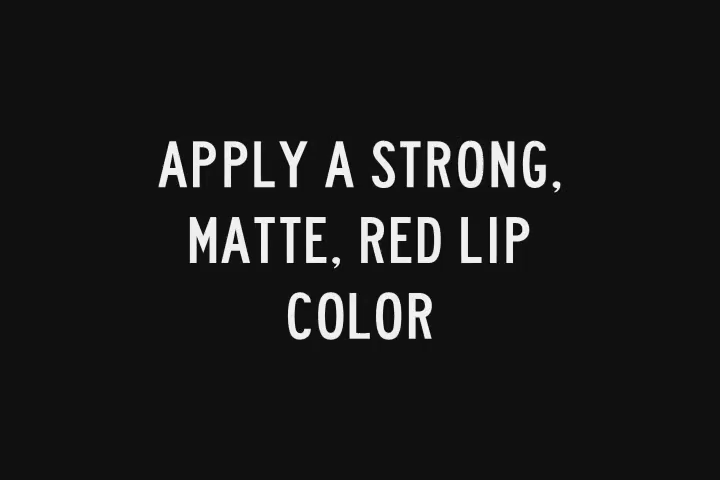 APPLY A STRONG,
MATTE, RED LIP
COLOR